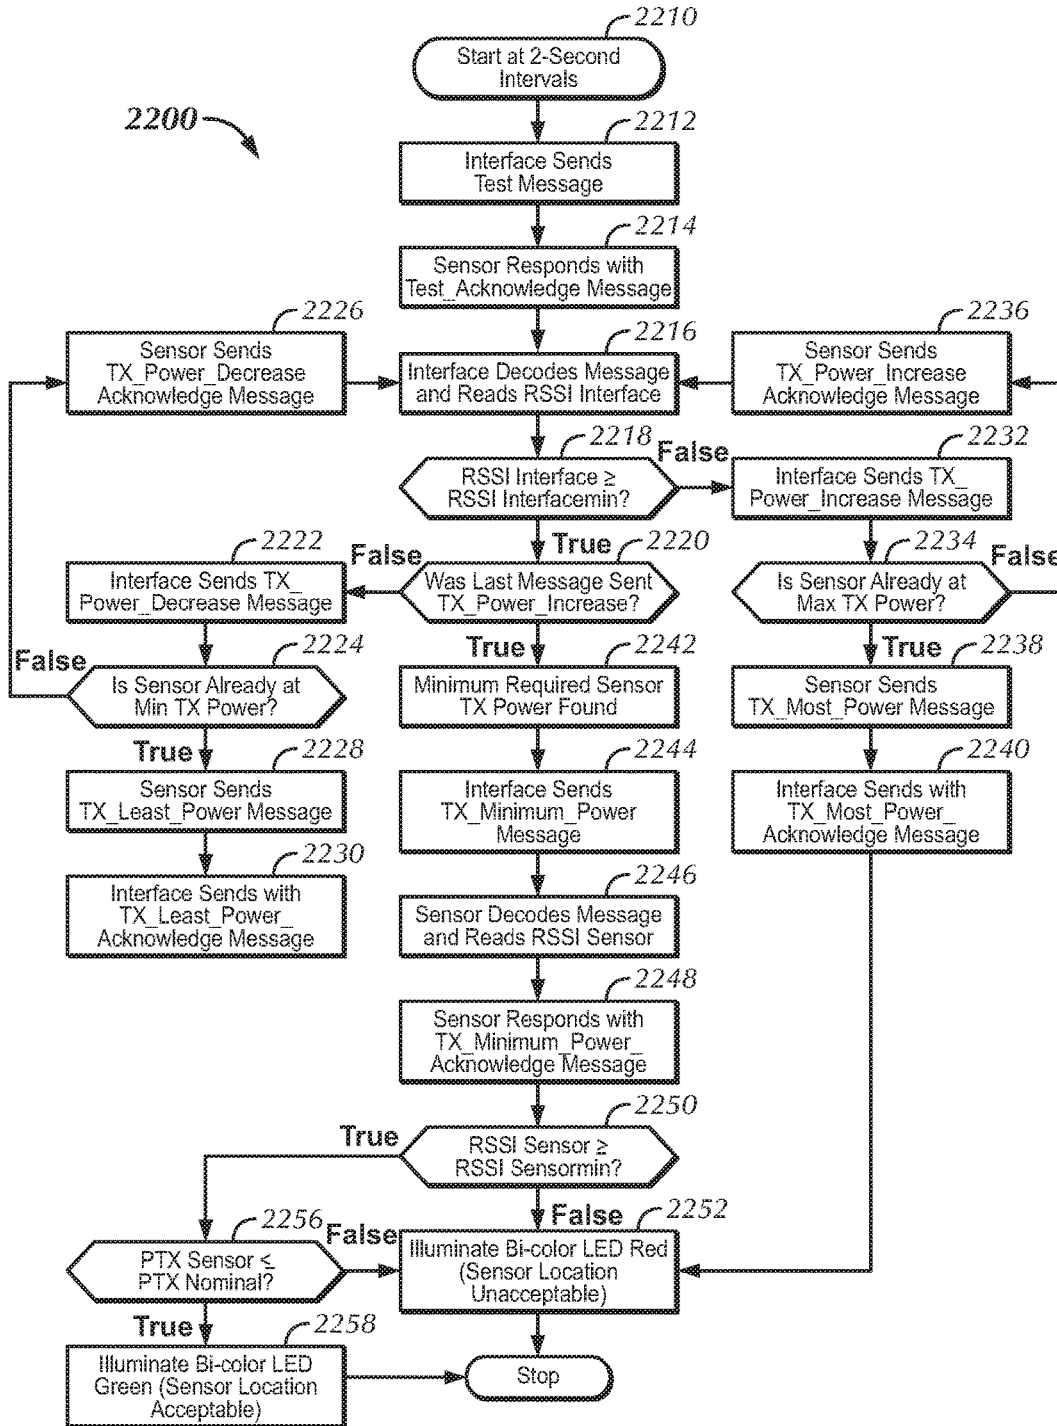 2210
Start at 2-Second
Intervals
2200
2212
Interface Sends
Test Message
2214
Sensor Responds with
Test_Acknowledge Message
2226
Sensor Sends
TX_Power_Decrease
Acknowledge Message
2216
Interface Decodes Message
and Reads RSSI Interface
2236
Sensor Sends
TX_Power_Increase
Acknowledge Message
2218
RSSI Interface ≥
RSSI Interfacemin?
False
2232
Interface Sends TX_
Power_Increase Message
True
2222
Interface Sends TX_
Power_Decrease Message
False
2220
Was Last Message Sent
TX_Power_Increase?
2234
Is Sensor Already at
Max TX Power?
False
False
2224
Is Sensor Already at
Min TX Power?
True
2242
Minimum Required Sensor
TX Power Found
True
2238
Sensor Sends
TX_Most_Power Message
True
2228
Sensor Sends
TX_Least_Power Message
2244
Interface Sends
TX_Minimum_Power
Message
2240
Interface Sends with
TX_Most_Power_
Acknowledge Message
2230
Interface Sends with
TX_Least_Power_
Acknowledge Message
2246
Sensor Decodes Message
and Reads RSSI Sensor
2248
Sensor Responds with
TX_Minimum_Power_
Acknowledge Message
2250
RSSI Sensor ≥
RSSI Sensormin?
True
False
2256
PTX Sensor ≤
PTX Nominal?
False
2252
Illuminate Bi-color LED Red
(Sensor Location
Unacceptable)
True
2258
Illuminate Bi-color LED
Green (Sensor Location
Acceptable)
Stop